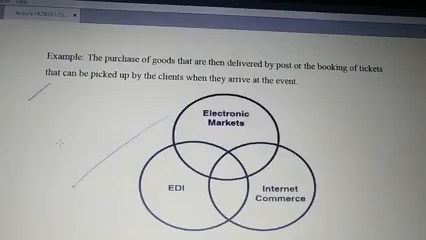 Example: The purchase of goods that are then delivered by post or the booking of tickets
that can be picked up by the clients when they arrive at the event.
Electronic
Markets
EDI
Internet
Commerce